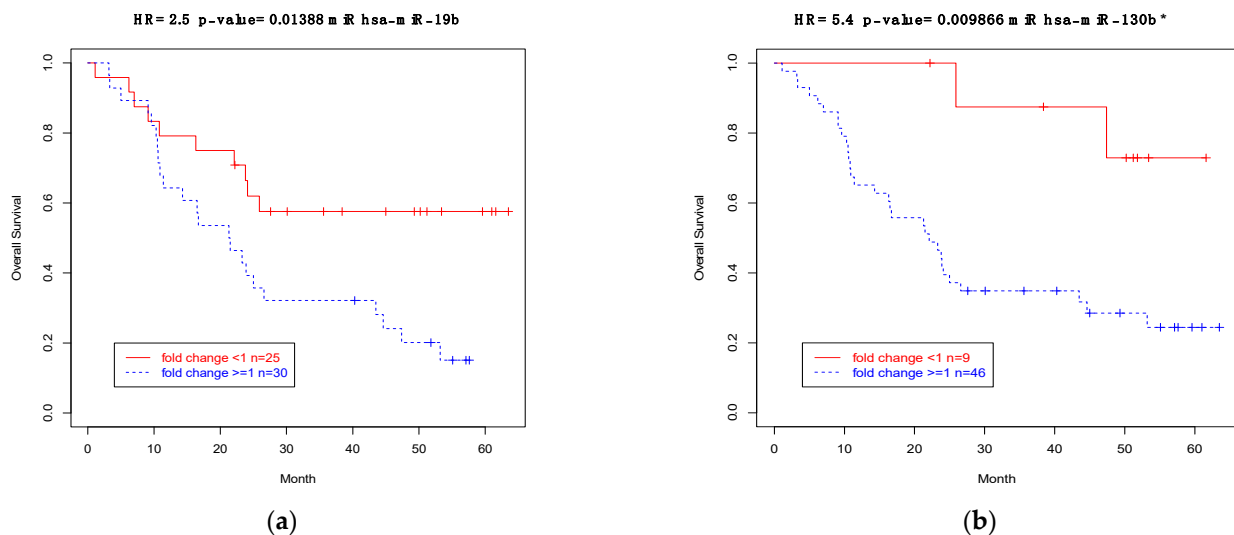 HR= 2.5 p-value= 0.01388 miR hsa-miR-19b
1.0
0.8
0.6
0.4
0.2
0.0
Overall Survival
fold change <1 n=25
fold change >=1 n=30
0 10 20 30 40 50 60
Month
(a)
HR= 5.4 p-value= 0.009866 miR hsa-miR-130b*
1.0
0.8
0.6
0.4
0.2
0.0
Overall Survival
fold change <1 n=9
fold change >=1 n=46
0 10 20 30 40 50 60
Month
(b)